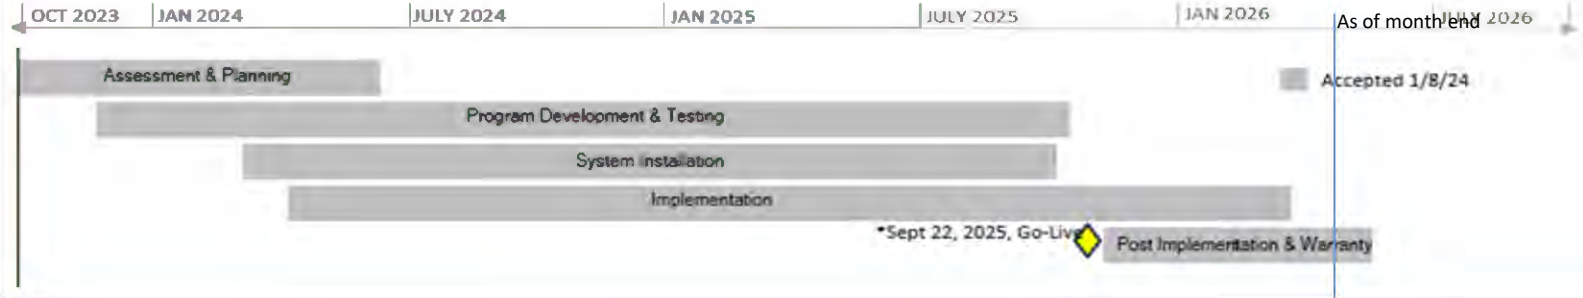 OCT 2023 JAN 2024 JULY 2024 JAN 2025 JULY 2025 JAN 2026 JULY 2026
As of month end
Assessment & Planning
Accepted 1/8/24
Program Development & Testing
System Installation
Implementation
*Sept 22, 2025, Go-Live
Post Implementation & Warranty